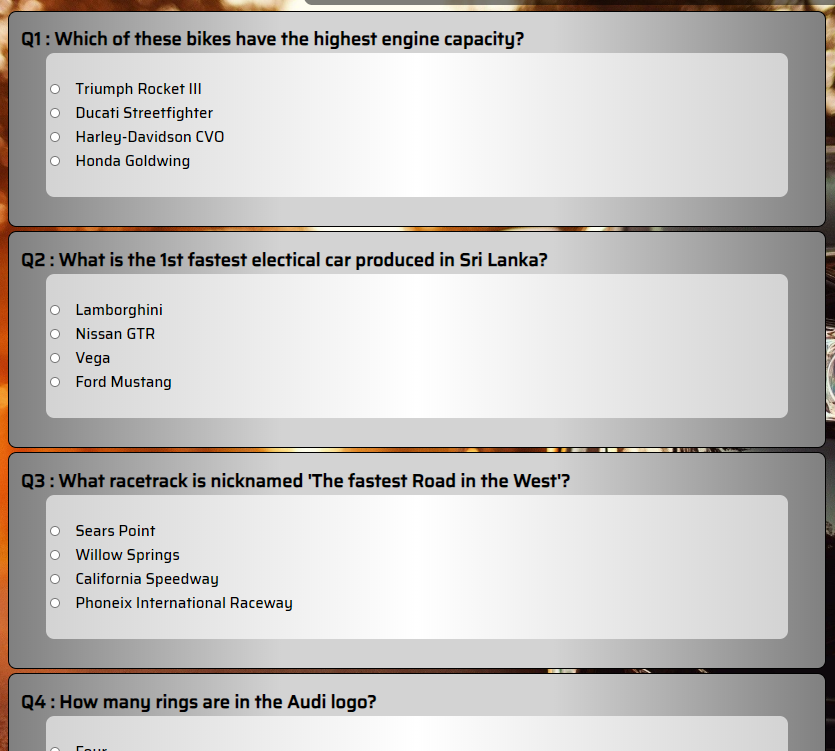 Q1 : Which of these bikes have the highest engine capacity?
Triumph Rocket III
Ducati Streetfighter
Harley-Davidson CVO
Honda Goldwing
Q2 : What is the 1st fastest electical car produced in Sri Lanka?
Lamborghini
Nissan GTR
Vega
Ford Mustang
Q3 : What racetrack is nicknamed 'The fastest Road in the West'?
Sears Point
Willow Springs
California Speedway
Phoneix International Raceway
Q4 : How many rings are in the Audi logo?
Four